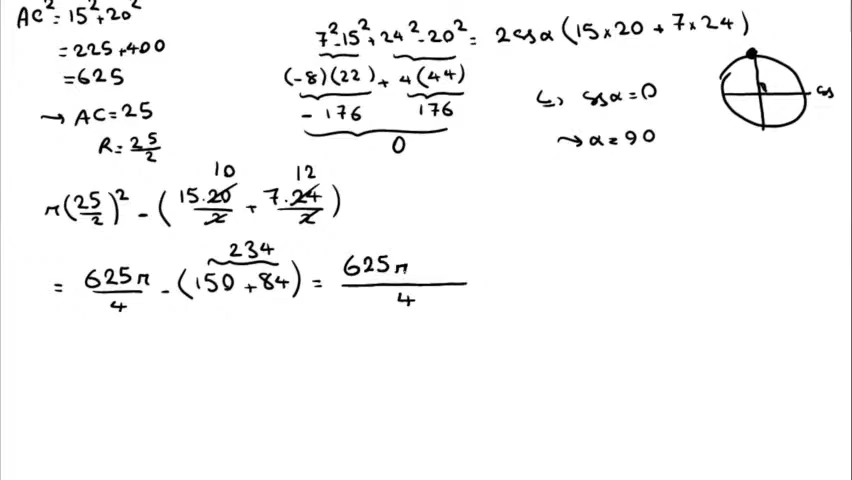 AC² = 15² + 20²
= 225 + 400
= 625
→ AC = 25
R = 25/2
7² - 15² + 24² - 20² = 2cosα (15 × 20 + 7 × 24)
(-8)(22) + 4(44)
- 176 176
0
↳ cosα = 0
→ α = 90
cos
10 12
π(25/2)² - (15.20/2 + 7.24/2)
234
= 625π/4 - (150 + 84) = 625π/4